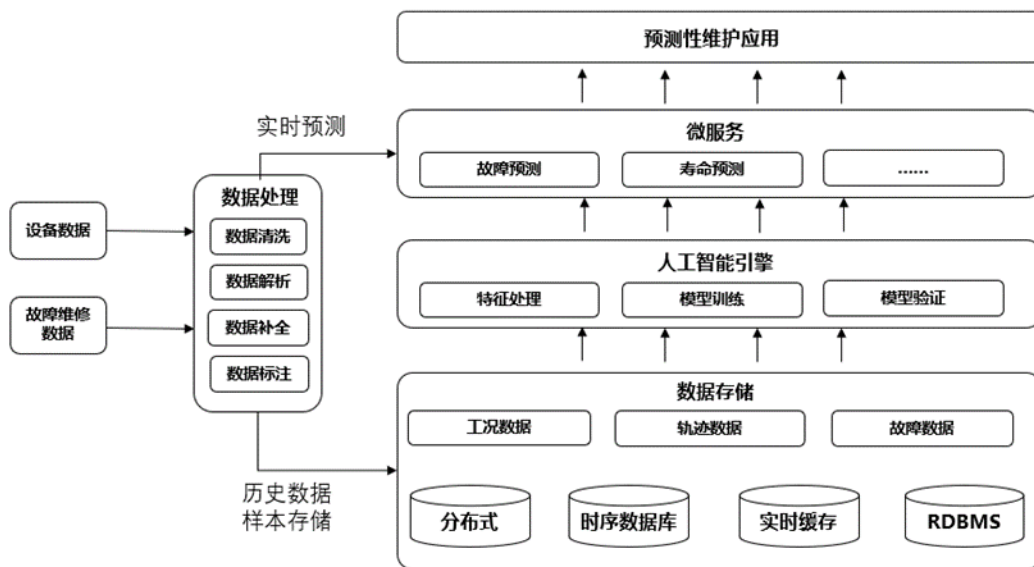 预测性维护应用
实时预测
微服务
故障预测
寿命预测
......
数据处理
设备数据
数据清洗
数据解析
故障维修
数据
数据补全
数据标注
人工智能引擎
特征处理
模型训练
模型验证
数据存储
工况数据
轨迹数据
故障数据
历史数据
样本存储
分布式
时序数据库
实时缓存
RDBMS